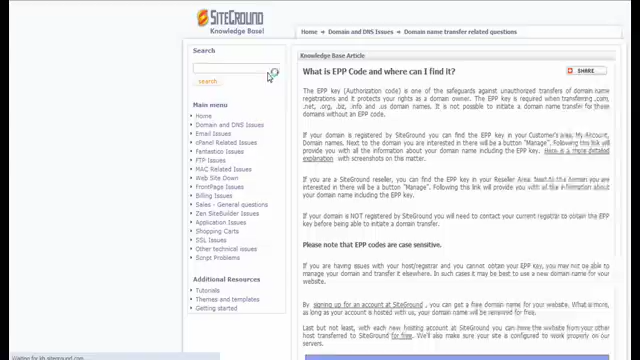 SITEGROUND
Knowledge Base!
Home • Domain and DNS Issues • Domain name transfer related questions
Search
search
Main menu
Home
Domain and DNS Issues
Email Issues
cPanel Related Issues
Fantastico Issues
FTP Issues
MAC Related Issues
Web Site Down
FrontPage Issues
Billing Issues
Sales - General questions
Zen SiteBuilder Issues
Application Issues
Shopping Carts
SSL Issues
Other technical issues
Script Problems
Additional Resources
Tutorials
Themes and templates
Getting started
Knowledge Base Article
What is EPP Code and where can I find it?
SHARE
The EPP key (Authorization code) is one of the safeguards against unauthorized transfers of domain name
registrations and it protects your rights as a domain owner. The EPP key is required when transferring .com,
.net, .org, .biz, .info and .us domain names. It is not possible to initiate a domain name transfer for these
domains without an EPP code.
If your domain is registered by SiteGround you can find the EPP key in your Customer's area, My Account,
Domain names. Next to the domain you are interested in there will be a button "Manage". Following this link will
provide you with all the information about your domain name including the EPP key. Here is a more detailed
explanation with screenshots on this matter.
If you are a SiteGround reseller, you can find the EPP key in your Reseller Area. Next to the domain you are
interested in there will be a button "Manage". Following this link will provide you with all the information about
your domain name including the EPP key.
If your domain is NOT registered by SiteGround you will need to contact your current registrar to obtain the EPP
key before being able to initiate a domain transfer.
Please note that EPP codes are case sensitive.
If you are having issues with your host/registrar and you cannot obtain your EPP key, you may not be able to
manage your domain and transfer it elsewhere. In such cases it may be possible to use a new domain name for your
website.
By signing up for an account at SiteGround , you can get a free domain name for your website. What is more,
as long as your account is hosted with us, your domain name will be renewed for free.
Last but not least, with each new hosting account at SiteGround you can have the website from your other
host transferred to SiteGround for free. We'll also make sure your site is configured to work properly on our
servers.
Waiting for kb.siteground.com...